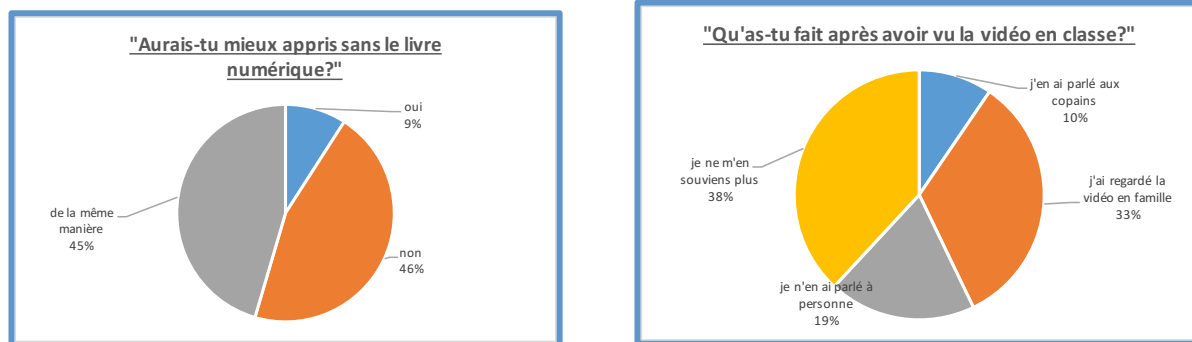 "Aurais-tu mieux appris sans le livre
numérique?"
oui
9%
de la même
manière
45%
non
46%
"Qu'as-tu fait après avoir vu la vidéo en classe?"
j'en ai parlé aux
copains
10%
je ne m'en
souviens plus
38%
j'ai regardé la
vidéo en famille
33%
je n'en ai parlé à
personne
19%